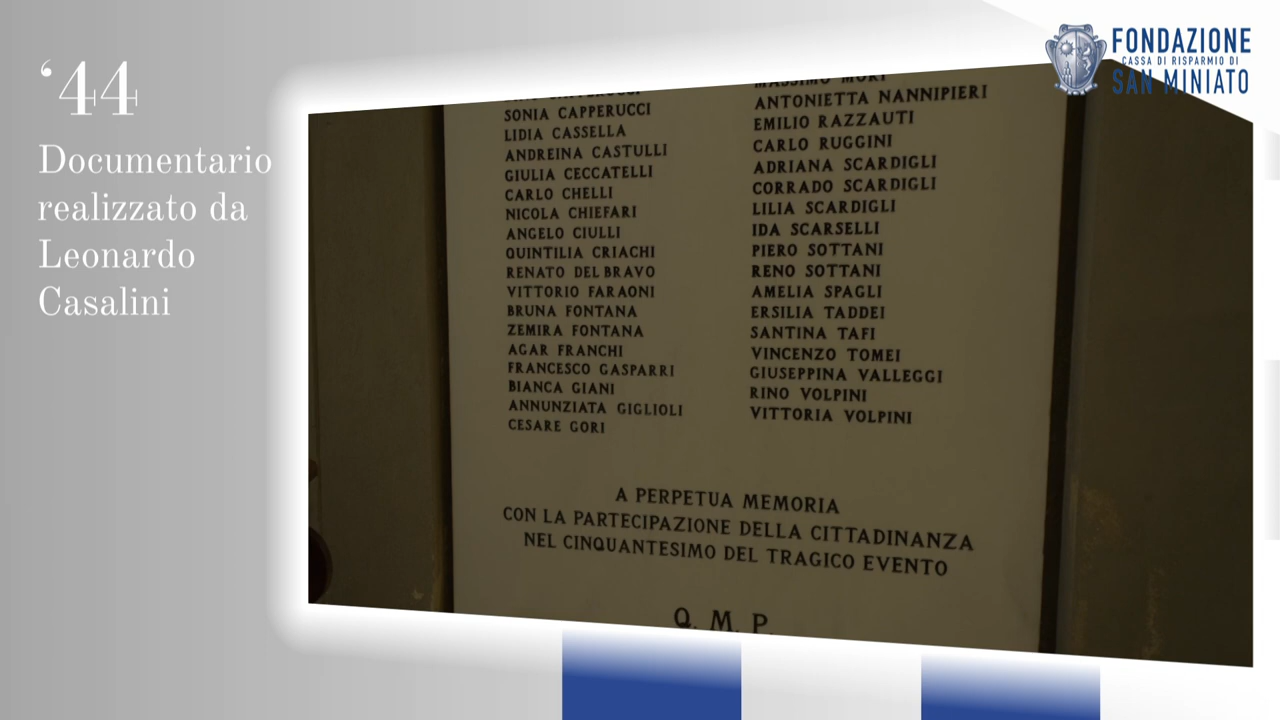 ‘44
Documentario
realizzato da
Leonardo
Casalini
FONDAZIONE
CASSA DI RISPARMIO DI
SAN MINIATO
SONIA CAPPERUCCI
LIDIA CASSELLA
ANDREINA CASTULLI
GIULIA CECCATELLI
CARLO CHELLI
NICOLA CHIEFARI
ANGELO CIULLI
QUINTILIA CRIACHI
RENATO DEL BRAVO
VITTORIO FARAONI
BRUNA FONTANA
ZEMIRA FONTANA
AGAR FRANCHI
FRANCESCO GASPARRI
BIANCA GIANI
ANNUNZIATA GIGLIOLI
CESARE GORI
MASSIMO MORI
ANTONIETTA NANNIPIERI
EMILIO RAZZAUTI
CARLO RUGGINI
ADRIANA SCARDIGLI
CORRADO SCARDIGLI
LILIA SCARDIGLI
IDA SCARSELLI
PIERO SOTTANI
RENO SOTTANI
AMELIA SPAGLI
ERSILIA TADDEI
SANTINA TAFI
VINCENZO TOMEI
GIUSEPPINA VALLEGGI
RINO VOLPINI
VITTORIA VOLPINI
A PERPETUA MEMORIA
CON LA PARTECIPAZIONE DELLA CITTADINANZA
NEL CINQUANTESIMO DEL TRAGICO EVENTO
Q. M. P.